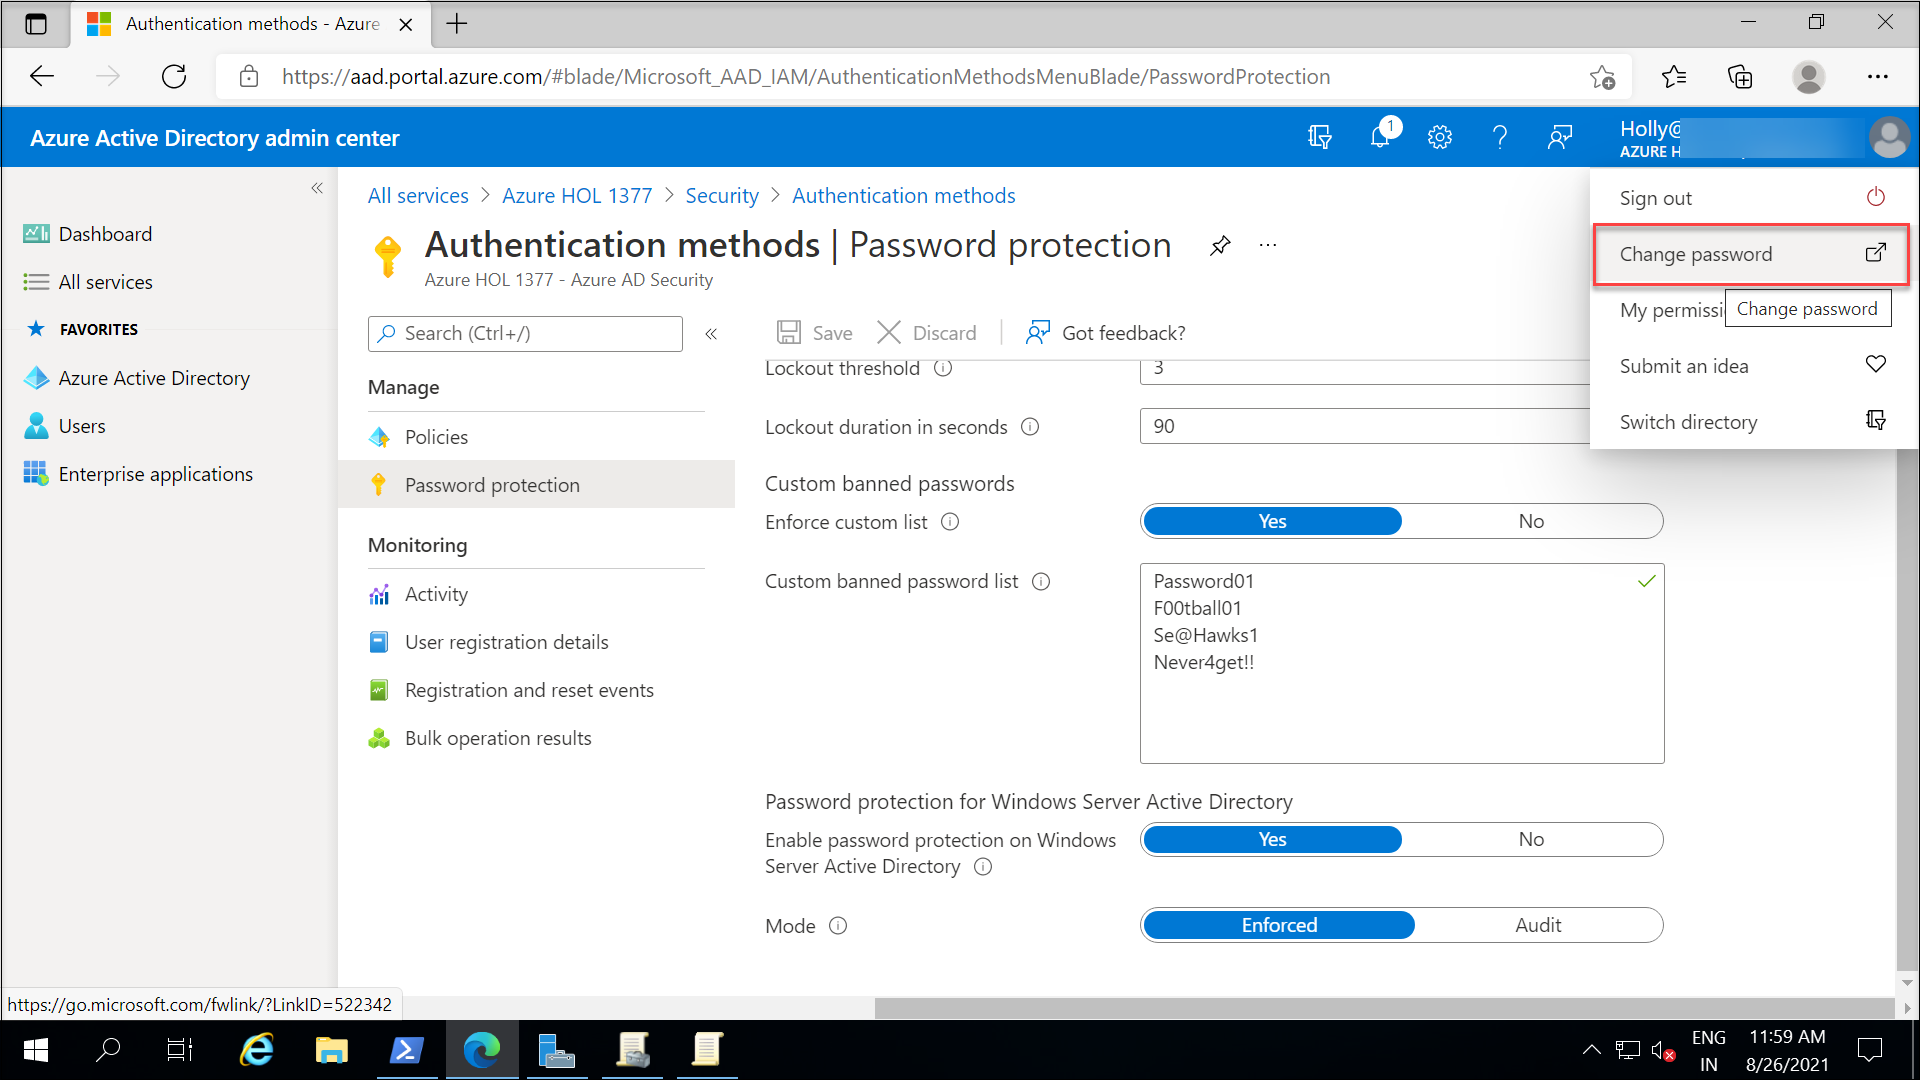 Authentication methods - Azure
https://aad.portal.azure.com/#blade/Microsoft_AAD_IAM/AuthenticationMethodsMenuBlade/PasswordProtection
Azure Active Directory admin center
1
Holly@
AZURE H
Sign out
Change password
My permissi
Change password
Submit an idea
Switch directory
Dashboard
All services
FAVORITES
Azure Active Directory
Users
Enterprise applications
All services > Azure HOL 1377 > Security > Authentication methods
Authentication methods | Password protection
Azure HOL 1377 - Azure AD Security
Search (Ctrl+/)
Save
Discard
Got feedback?
Manage
Policies
Password protection
Monitoring
Activity
User registration details
Registration and reset events
Bulk operation results
Lockout threshold
3
Lockout duration in seconds
90
Custom banned passwords
Enforce custom list
Yes
No
Custom banned password list
Password01
F00tball01
Se@Hawks1
Never4get!!
Password protection for Windows Server Active Directory
Enable password protection on Windows
Server Active Directory
Yes
No
Mode
Enforced
Audit
https://go.microsoft.com/fwlink/?LinkID=522342
ENG
IN
11:59 AM
8/26/2021